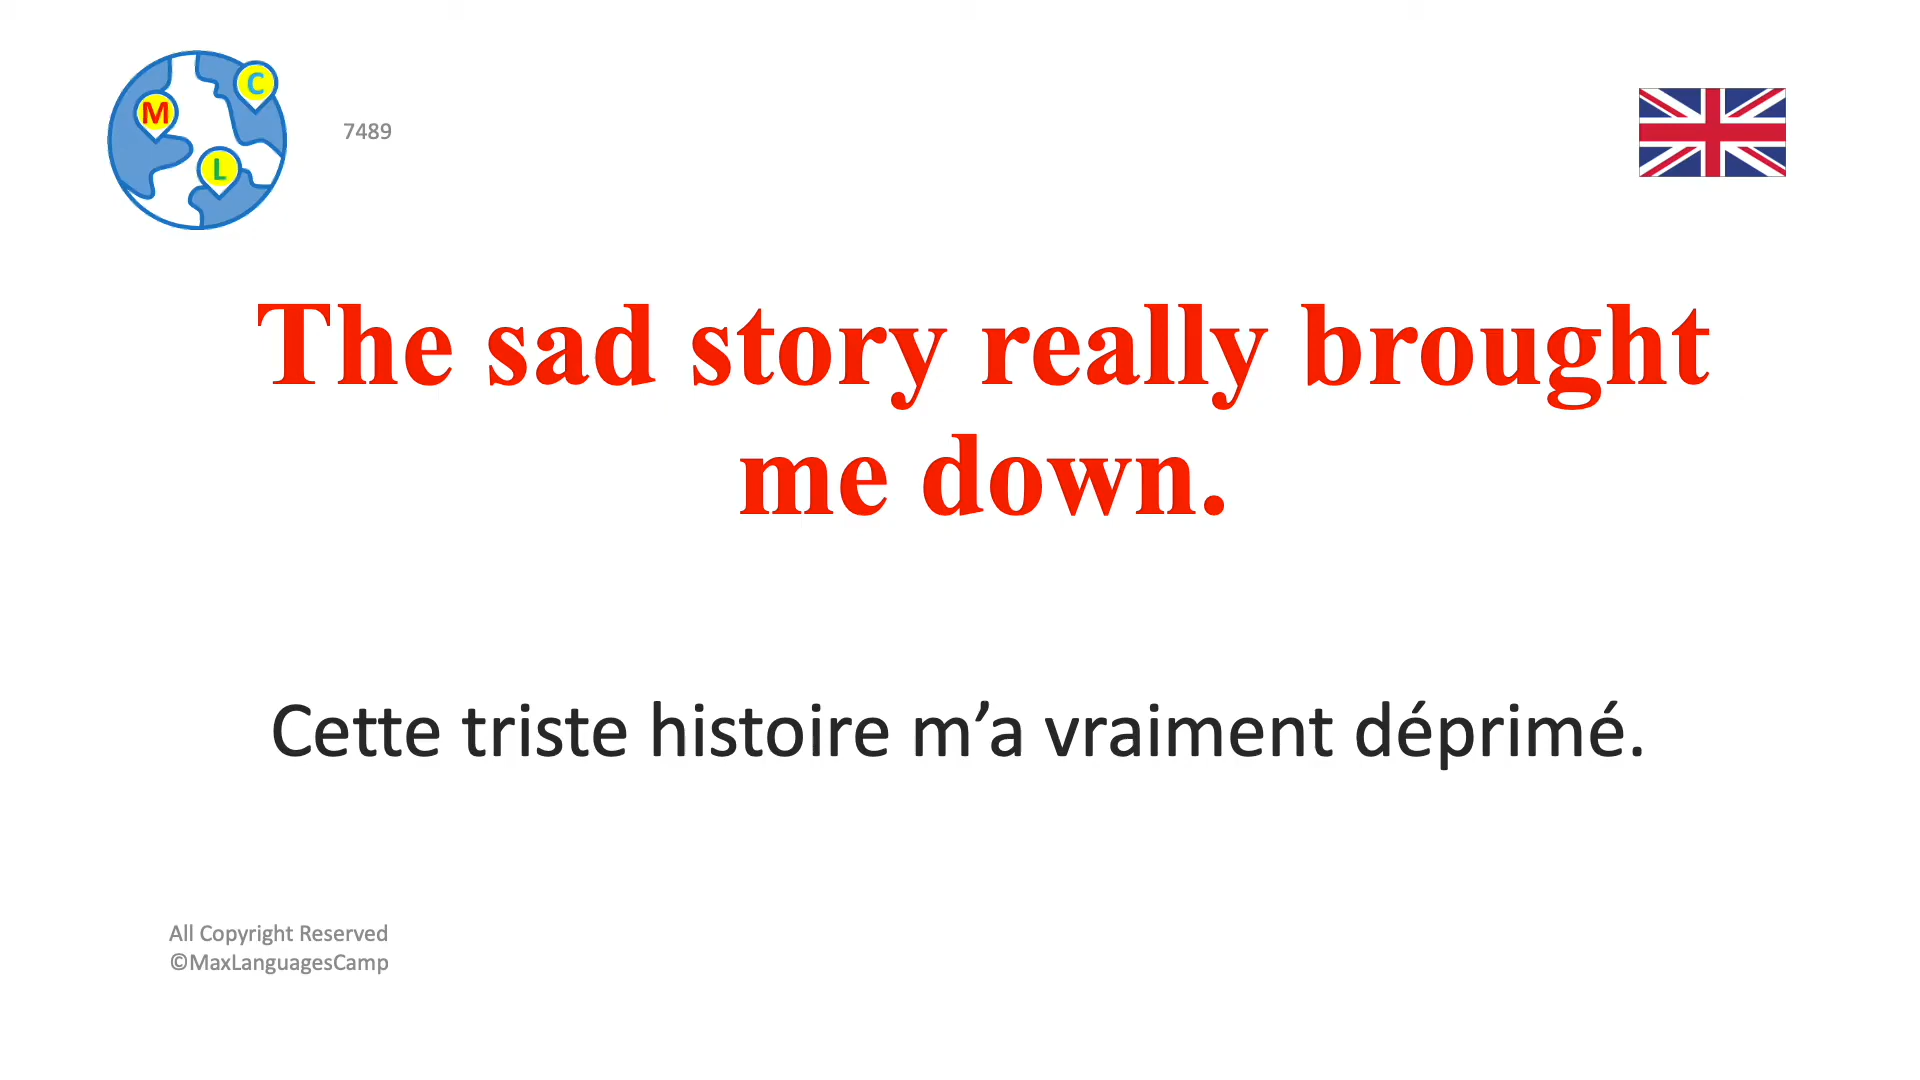 M
C
L
7489
The sad story really brought
me down.
Cette triste histoire m’a vraiment déprimé.
All Copyright Reserved
©MaxLanguagesCamp